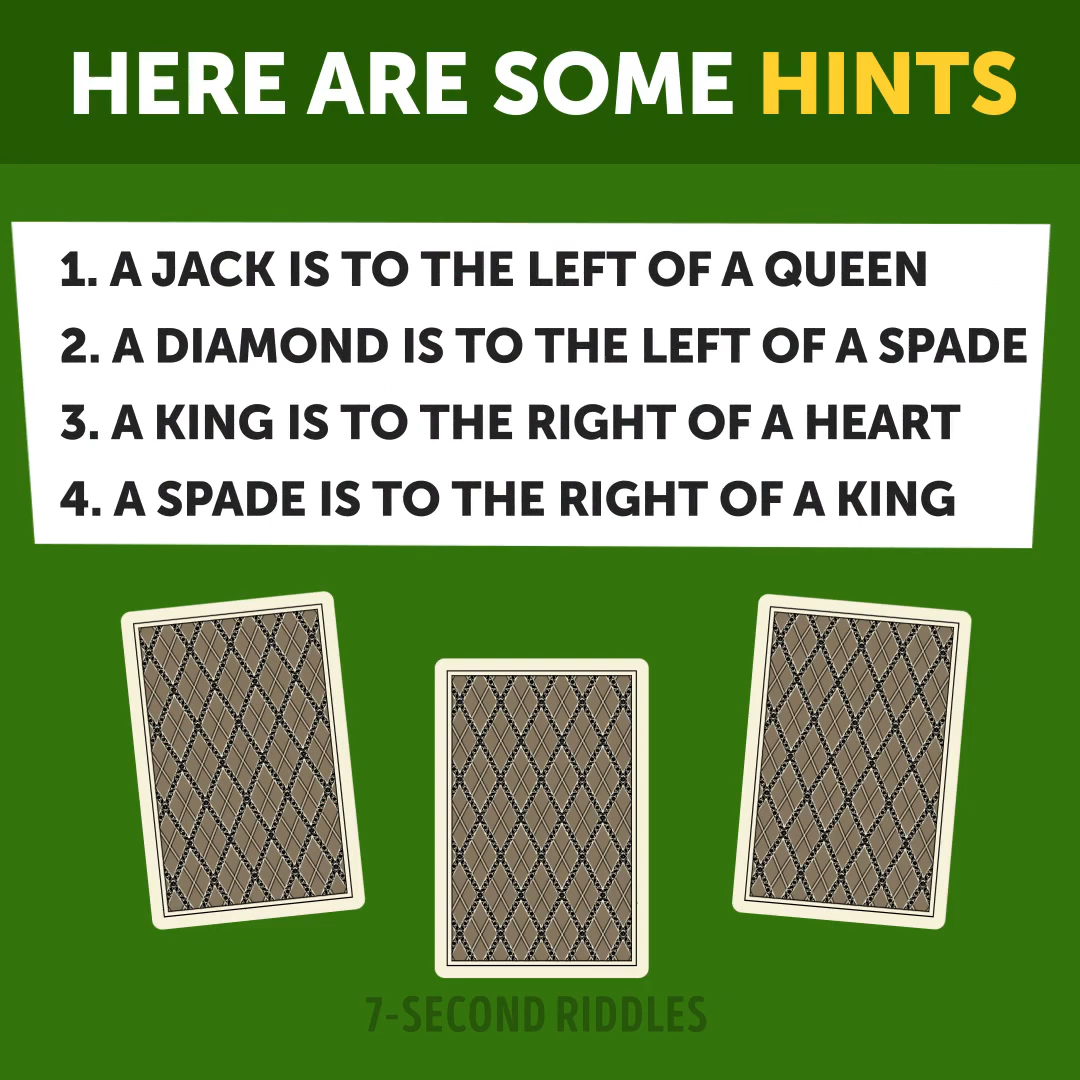 HERE ARE SOME HINTS
1. A JACK IS TO THE LEFT OF A QUEEN
2. A DIAMOND IS TO THE LEFT OF A SPADE
3. A KING IS TO THE RIGHT OF A HEART
4. A SPADE IS TO THE RIGHT OF A KING
7-SECOND RIDDLES